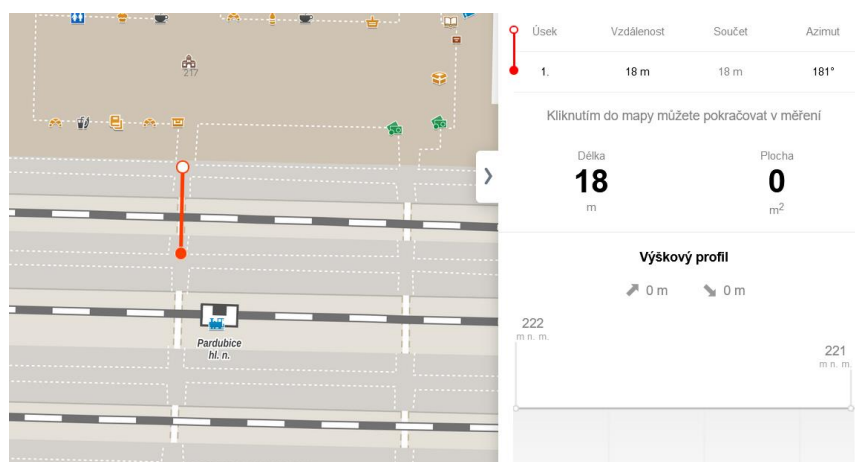 217
Pardubice
hl. n.
Úsek Vzdálenost Součet Azimut
1. 18 m 18 m 181°
Kliknutím do mapy můžete pokračovat v měření
Délka Plocha
18 0
m m2
Výškový profil
0 m 0 m
222
m n. m.
221
m n. m.